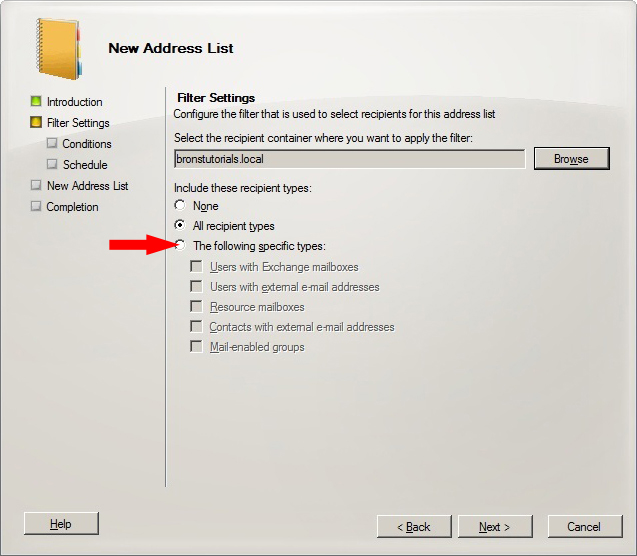 New Address List
Introduction
Filter Settings
Conditions
Schedule
New Address List
Completion
Filter Settings
Configure the filter that is used to select recipients for this address list
Select the recipient container where you want to apply the filter:
bronstutorials.local
Browse
Include these recipient types:
None
All recipient types
The following specific types:
Users with Exchange mailboxes
Users with external e-mail addresses
Resource mailboxes
Contacts with external e-mail addresses
Mail-enabled groups
Help
< Back
Next >
Cancel